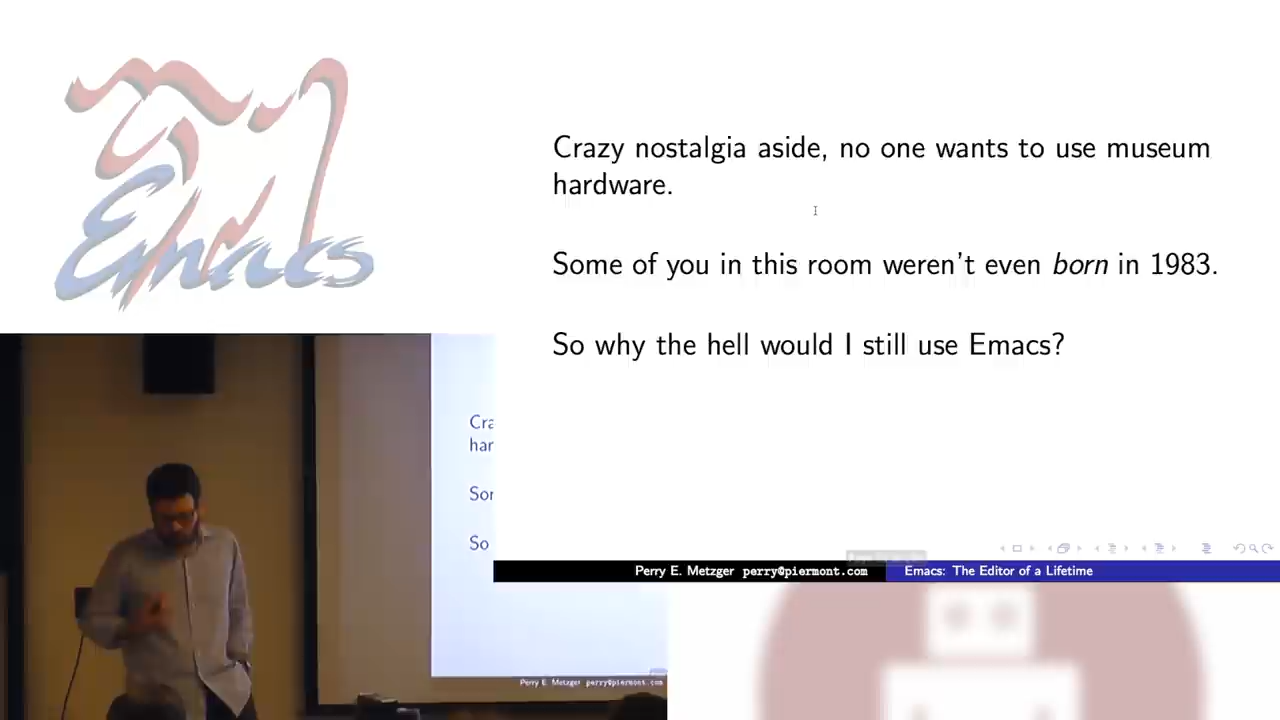 Emacs
Crazy nostalgia aside, no one wants to use museum
hardware.
Some of you in this room weren't even born in 1983.
So why the hell would I still use Emacs?
Perry E. Metzger perry@piermont.com Emacs: The Editor of a Lifetime
Cra
har
Son
So
Perry E. Metzger perry@piermont.com